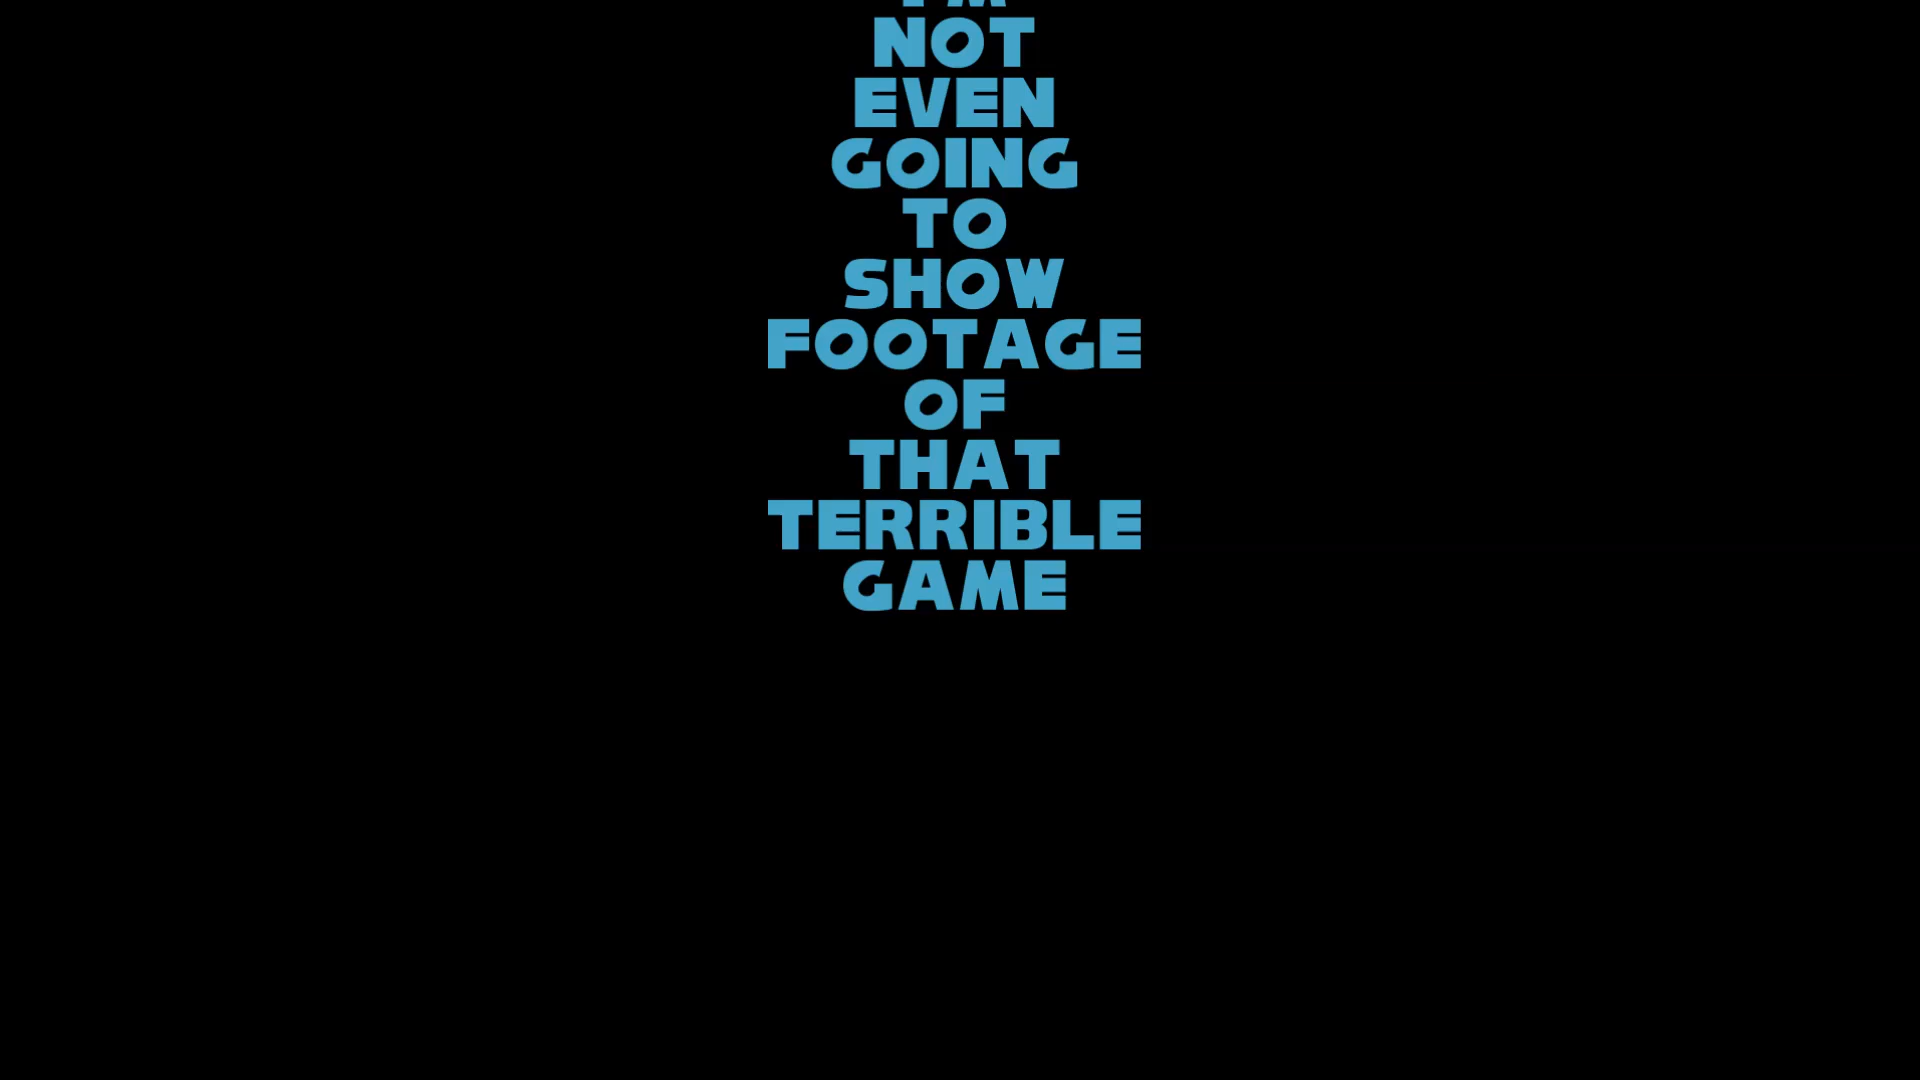 I'M
NOT
EVEN
GOING
TO
SHOW
FOOTAGE
OF
THAT
TERRIBLE
GAME